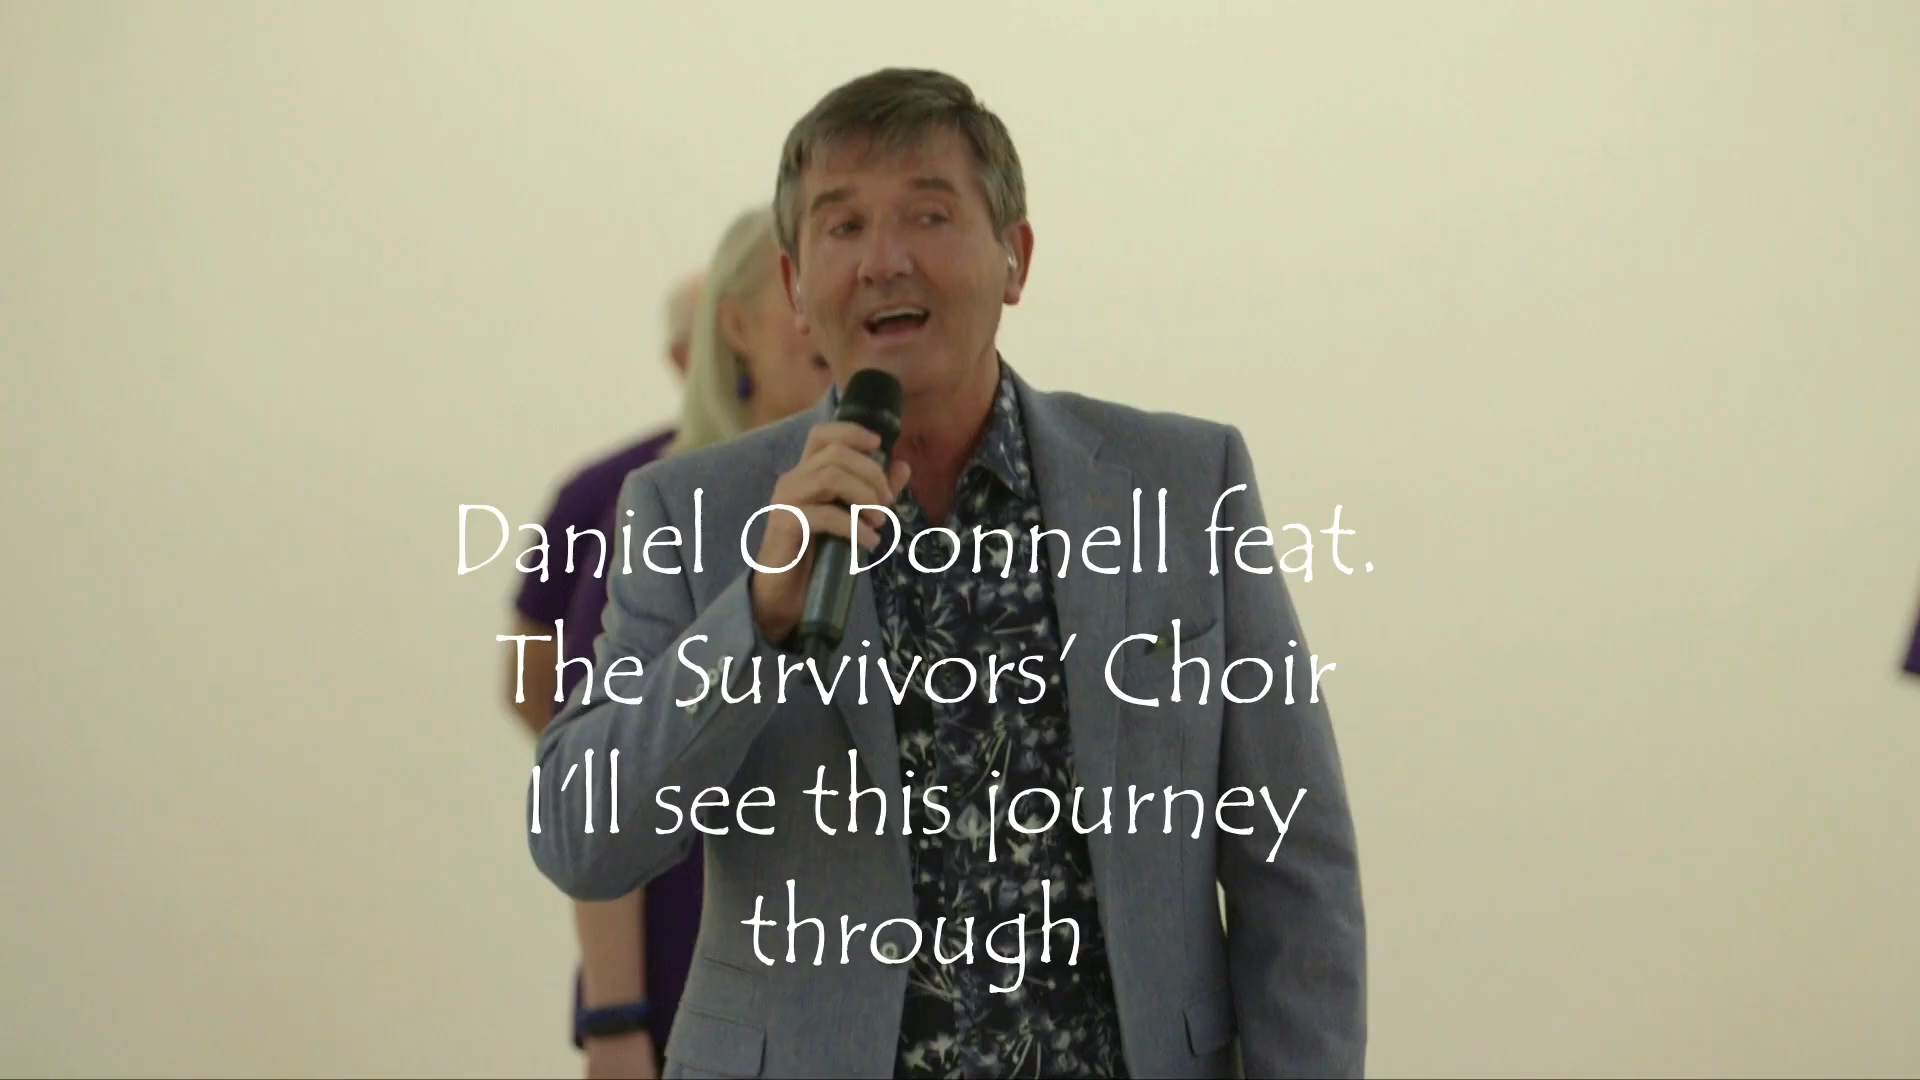 Daniel O Donnell feat.
The Survivors' Choir
I'll see this journey
through